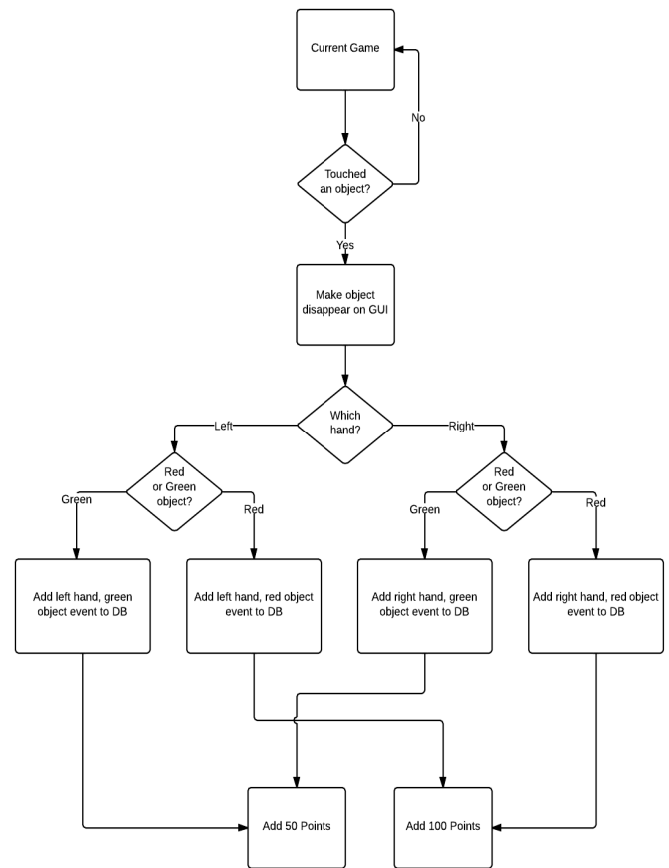 Current Game
No
Touched
an object?
Yes
Make object
disappear on GUI
Which
hand?
Left
Right
Red
or Green
object?
Red
or Green
object?
Green
Red
Green
Red
Add left hand, green
object event to DB
Add left hand, red object
event to DB
Add right hand, green
object event to DB
Add right hand, red object
event to DB
Add 50 Points
Add 100 Points